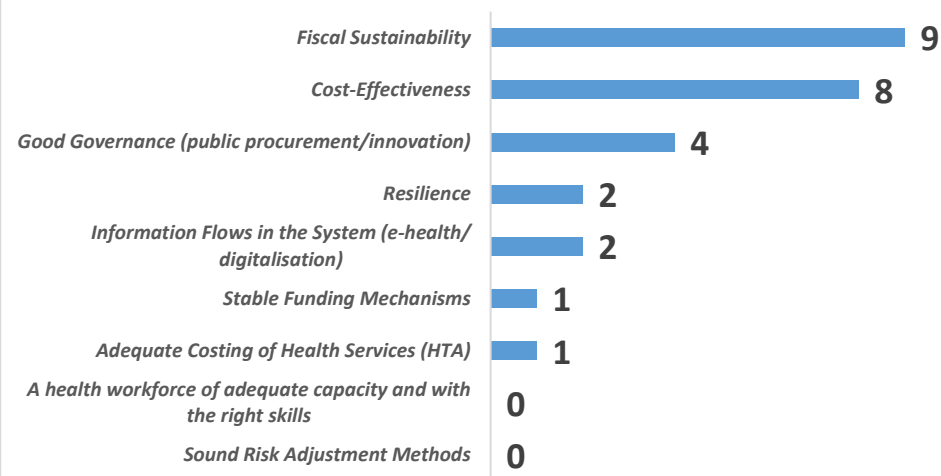 Fiscal Sustainability 9
Cost-Effectiveness 8
Good Governance (public procurement/innovation) 4
Resilience 2
Information Flows in the System (e-health/
digitalisation) 2
Stable Funding Mechanisms 1
Adequate Costing of Health Services (HTA) 1
A health workforce of adequate capacity and with
the right skills 0
Sound Risk Adjustment Methods 0